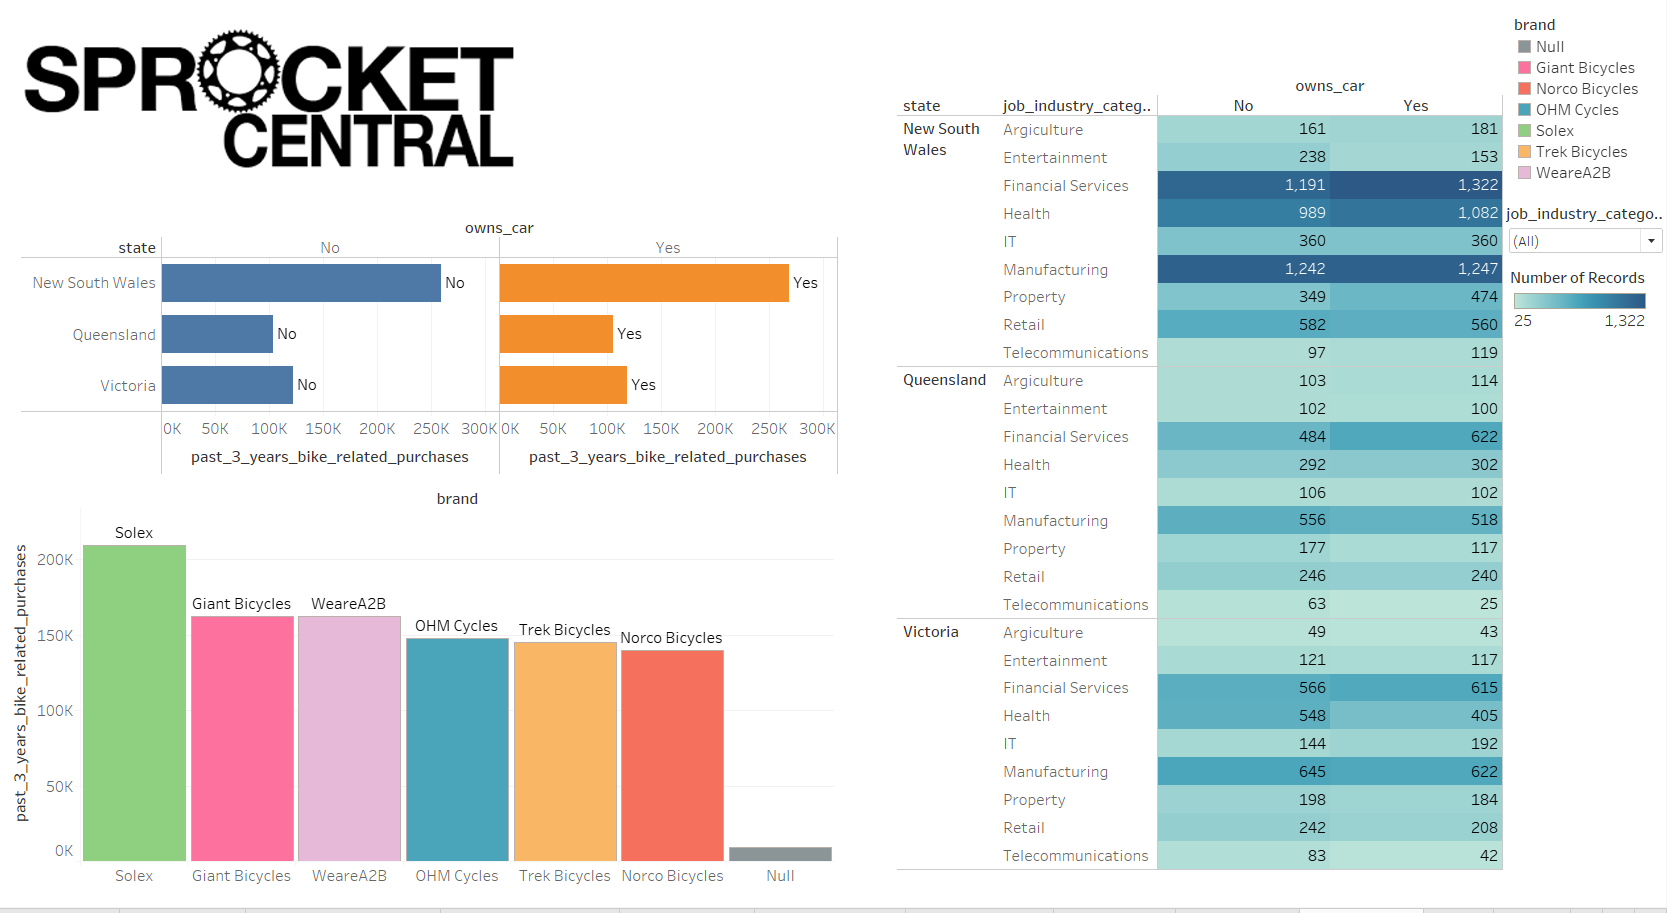 SPROCKET
CENTRAL
owns_car
state No Yes
New South Wales No Yes
Queensland No Yes
Victoria No Yes
0K 50K 100K 150K 200K 250K 300K 0K 50K 100K 150K 200K 250K 300K
past_3_years_bike_related_purchases past_3_years_bike_related_purchases
brand
past_3_years_bike_related_purchases
200K
150K
100K
50K
0K
Solex
Giant Bicycles
WeareA2B
OHM Cycles
Trek Bicycles
Norco Bicycles
Solex Giant Bicycles WeareA2B OHM Cycles Trek Bicycles Norco Bicycles Null
owns_car
state job_industry_categ.. No Yes
New South Wales Argiculture 161 181
Entertainment 238 153
Financial Services 1,191 1,322
Health 989 1,082
IT 360 360
Manufacturing 1,242 1,247
Property 349 474
Retail 582 560
Telecommunications 97 119
Queensland Argiculture 103 114
Entertainment 102 100
Financial Services 484 622
Health 292 302
IT 106 102
Manufacturing 556 518
Property 177 117
Retail 246 240
Telecommunications 63 25
Victoria Argiculture 49 43
Entertainment 121 117
Financial Services 566 615
Health 548 405
IT 144 192
Manufacturing 645 622
Property 198 184
Retail 242 208
Telecommunications 83 42
brand
Null
Giant Bicycles
Norco Bicycles
OHM Cycles
Solex
Trek Bicycles
WeareA2B
job_industry_catego..
(All)
Number of Records
25 1,322